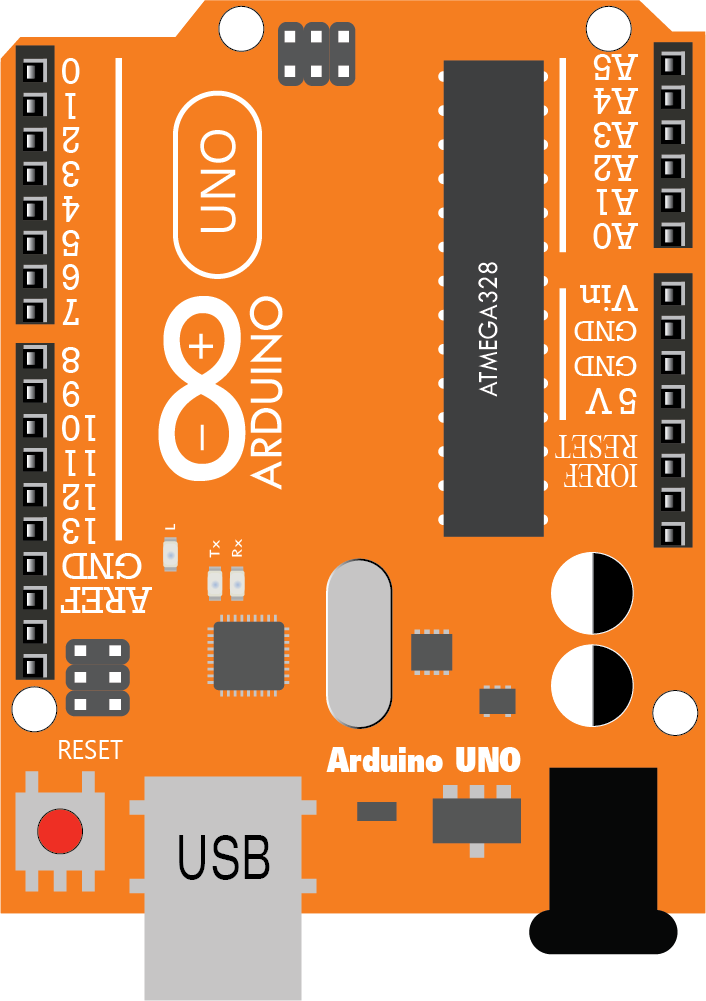 0
1
2
3
4
5
6
7
8
9
10
11
12
13
GND
AREF
UNO
ARDUINO
ATMEGA328
A5
A4
A3
A2
A1
A0
Vin
GND
GND
5V
RESET
IOREF
L
Tx
Rx
RESET
Arduino UNO
USB